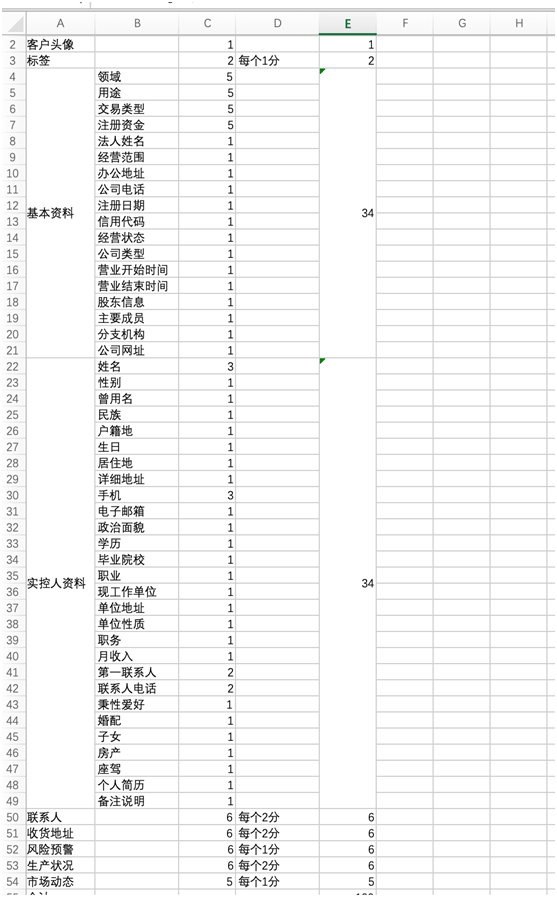 A B C D E F G H
2 客户头像 1 1
3 标签 2 每个1分 2
4 领域 5
5 用途 5
6 交易类型 5
7 注册资金 5
8 法人姓名 1
9 经营范围 1
10 办公地址 1
11 公司电话 1
12 注册日期 1
基本资料 34
13 信用代码 1
14 经营状态 1
15 公司类型 1
16 营业开始时间 1
17 营业结束时间 1
18 股东信息 1
19 主要成员 1
20 分支机构 1
21 公司网址 1
22 姓名 3
23 性别 1
24 曾用名 1
25 民族 1
26 户籍地 1
27 生日 1
28 居住地 1
29 详细地址 1
30 手机 3
31 电子邮箱 1
32 政治面貌 1
33 学历 1
34 毕业院校 1
35 职业 1
实控人资料 34
36 现工作单位 1
37 单位地址 1
38 单位性质 1
39 职务 1
40 月收入 1
41 第一联系人 2
42 联系人电话 2
43 秉性爱好 1
44 婚配 1
45 子女 1
46 房产 1
47 座驾 1
48 个人简历 1
49 备注说明 1
50 联系人 6 每个2分 6
51 收货地址 6 每个2分 6
52 风险预警 6 每个1分 6
53 生产状况 6 每个2分 6
54 市场动态 5 每个1分 5